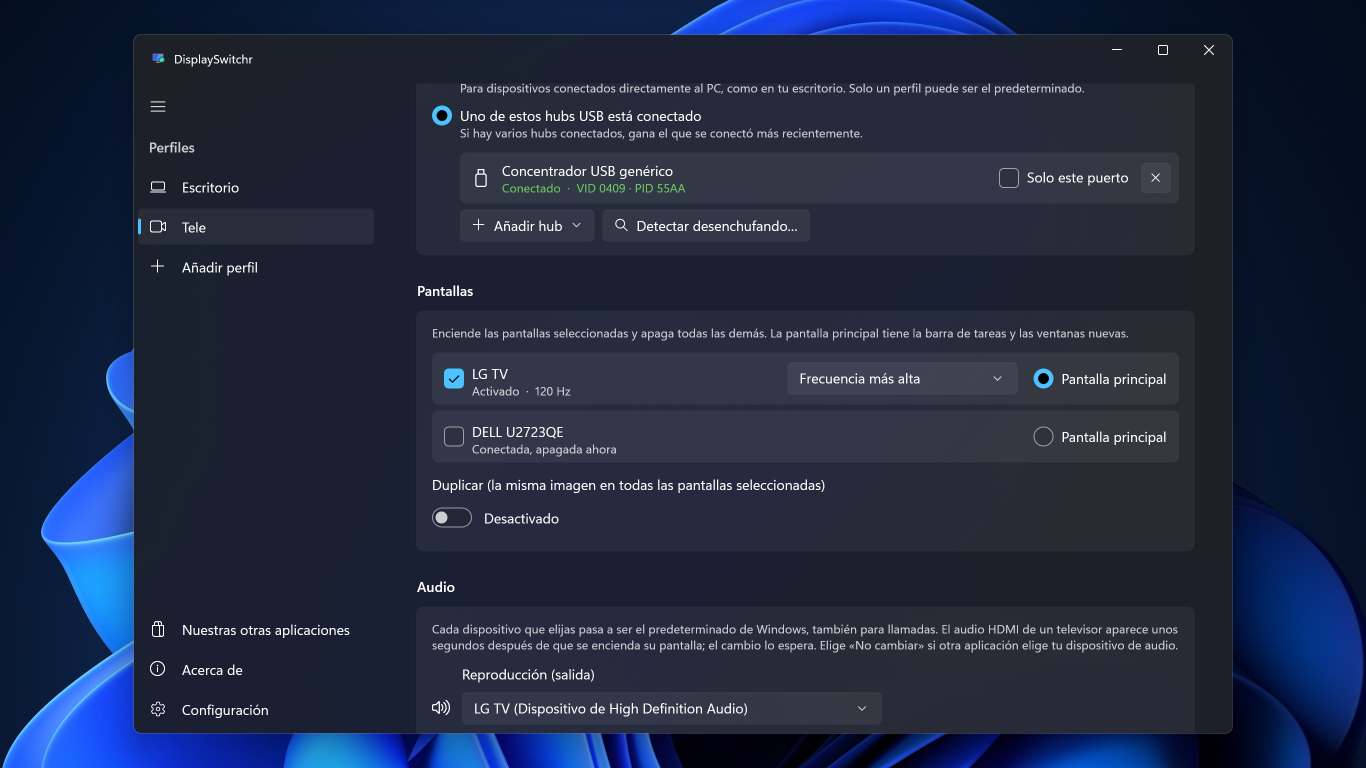 DisplaySwitchr
Perfiles
Escritorio
Tele
Añadir perfil
Nuestras otras aplicaciones
Acerca de
Configuración
Para dispositivos conectados directamente al PC, como en tu escritorio. Solo un perfil puede ser el predeterminado.
Uno de estos hubs USB está conectado
Si hay varios hubs conectados, gana el que se conectó más recientemente.
Concentrador USB genérico
Conectado · VID 0409 · PID 55AA
Solo este puerto
Añadir hub
Detectar desenchufando...
Pantallas
Enciende las pantallas seleccionadas y apaga todas las demás. La pantalla principal tiene la barra de tareas y las ventanas nuevas.
LG TV
Activado · 120 Hz
Frecuencia más alta
Pantalla principal
DELL U2723QE
Conectada, apagada ahora
Pantalla principal
Duplicar (la misma imagen en todas las pantallas seleccionadas)
Desactivado
Audio
Cada dispositivo que elijas pasa a ser el predeterminado de Windows, también para llamadas. El audio HDMI de un televisor aparece unos
segundos después de que se encienda su pantalla; el cambio lo espera. Elige «No cambiar» si otra aplicación elige tu dispositivo de audio.
Reproducción (salida)
LG TV (Dispositivo de High Definition Audio)